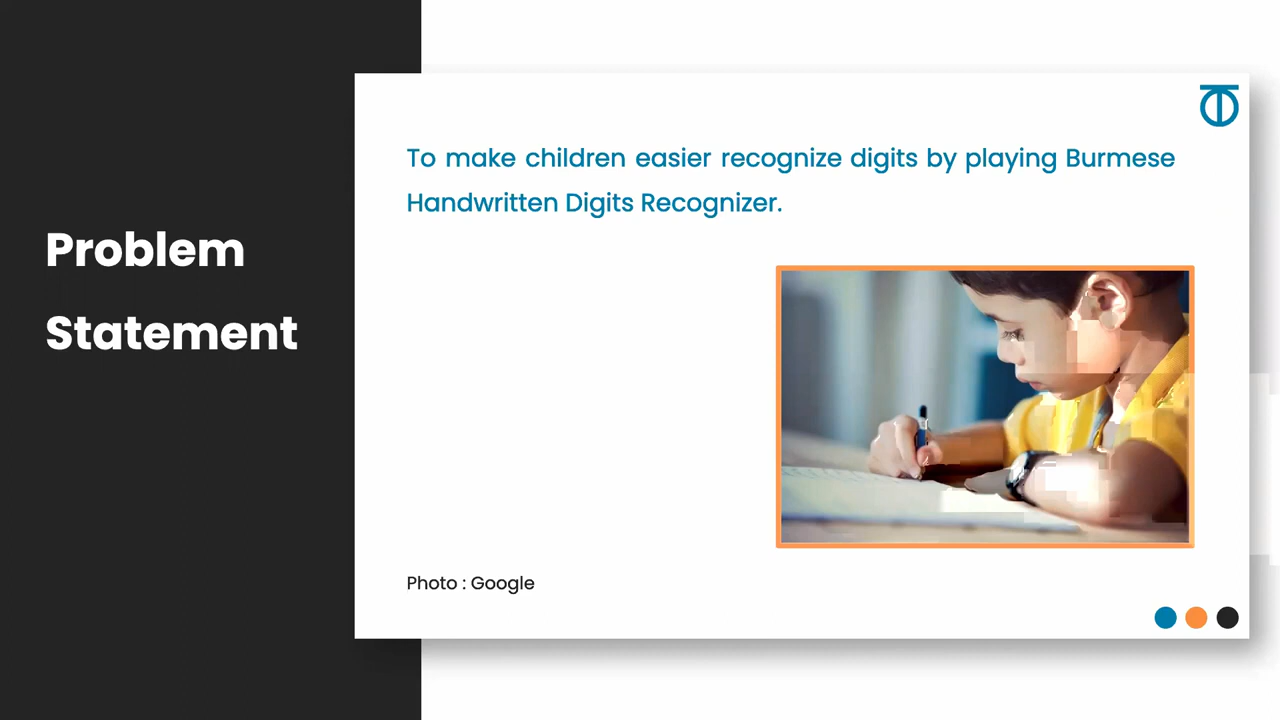 Problem
Statement
To make children easier recognize digits by playing Burmese
Handwritten Digits Recognizer.
Photo : Google